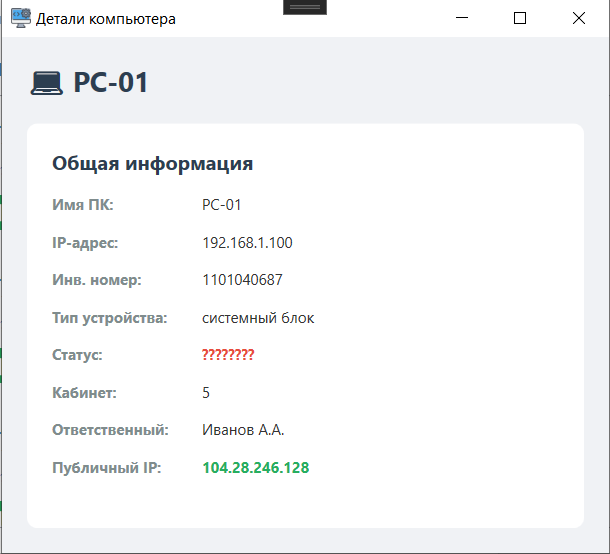 Детали компьютера
PC-01
Общая информация
Имя ПК: PC-01
IP-адрес: 192.168.1.100
Инв. номер: 1101040687
Тип устройства: системный блок
Статус: ????????
Кабинет: 5
Ответственный: Иванов А.А.
Публичный IP: 104.28.246.128